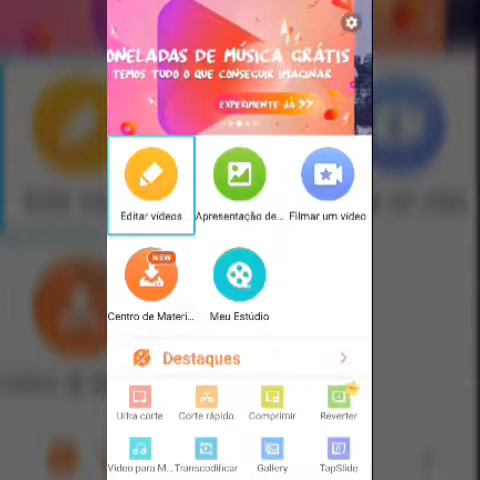 ONELADAS DE MÚSICA GRÁTIS
TEMOS TUDO O QUE CONSEGUIR IMAGINAR
EXPERIMENTE JÁ >>
Editar vídeos
Apresentação de...
Filmar um vídeo
NEW
Centro de Materi...
Meu Estúdio
Destaques
Ultra corte
Corte rápido
Comprimir
Reverter
Video para M...
Transcodificar
Gallery
TapSlide